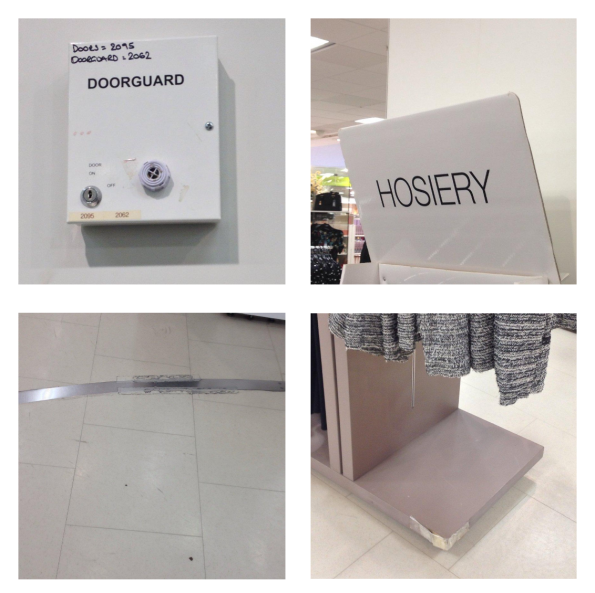 DOORS = 2095
DOORGUARD : 2062
DOORGUARD
DOOR
ON
OFF
2095 2062
HOSIERY